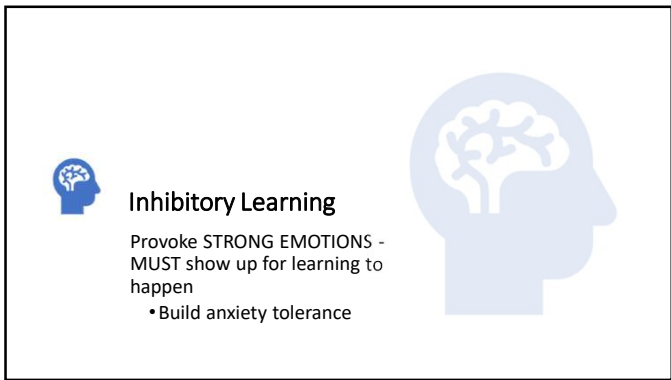 Inhibitory Learning
Provoke STRONG EMOTIONS -
MUST show up for learning to
happen
•Build anxiety tolerance